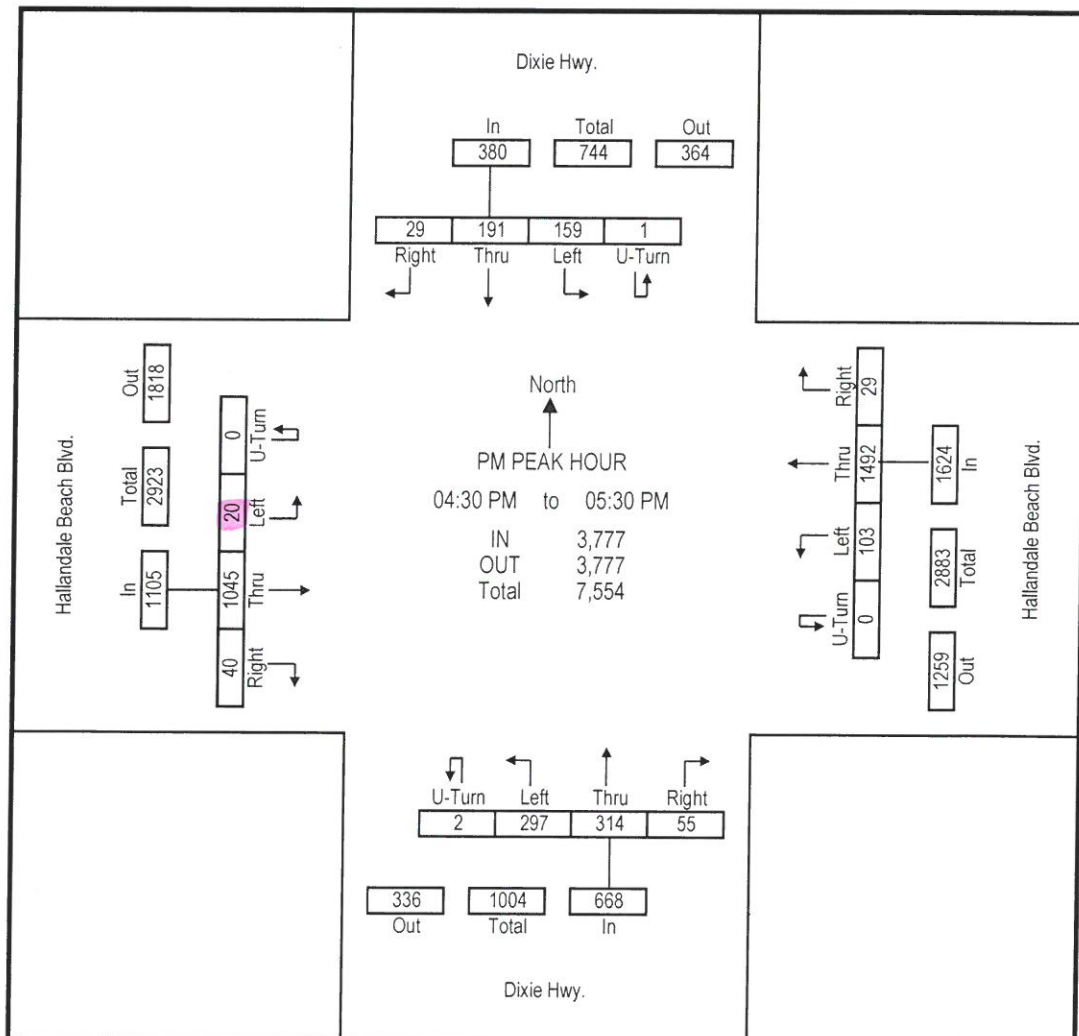 Dixie Hwy.
In Total Out
380 744 364
29 191 159 1
Right Thru Left U-Turn
Hallandale Beach Blvd.
Out Total In
1818 2923 1105
0 20 1045 40
U-Turn Left Thru Right
North
PM PEAK HOUR
04:30 PM to 05:30 PM
IN 3,777
OUT 3,777
Total 7,554
Right Thru Left U-Turn
29 1492 103 0
1624 2883 1259
In Total Out
Hallandale Beach Blvd.
U-Turn Left Thru Right
2 297 314 55
336 1004 668
Out Total In
Dixie Hwy.